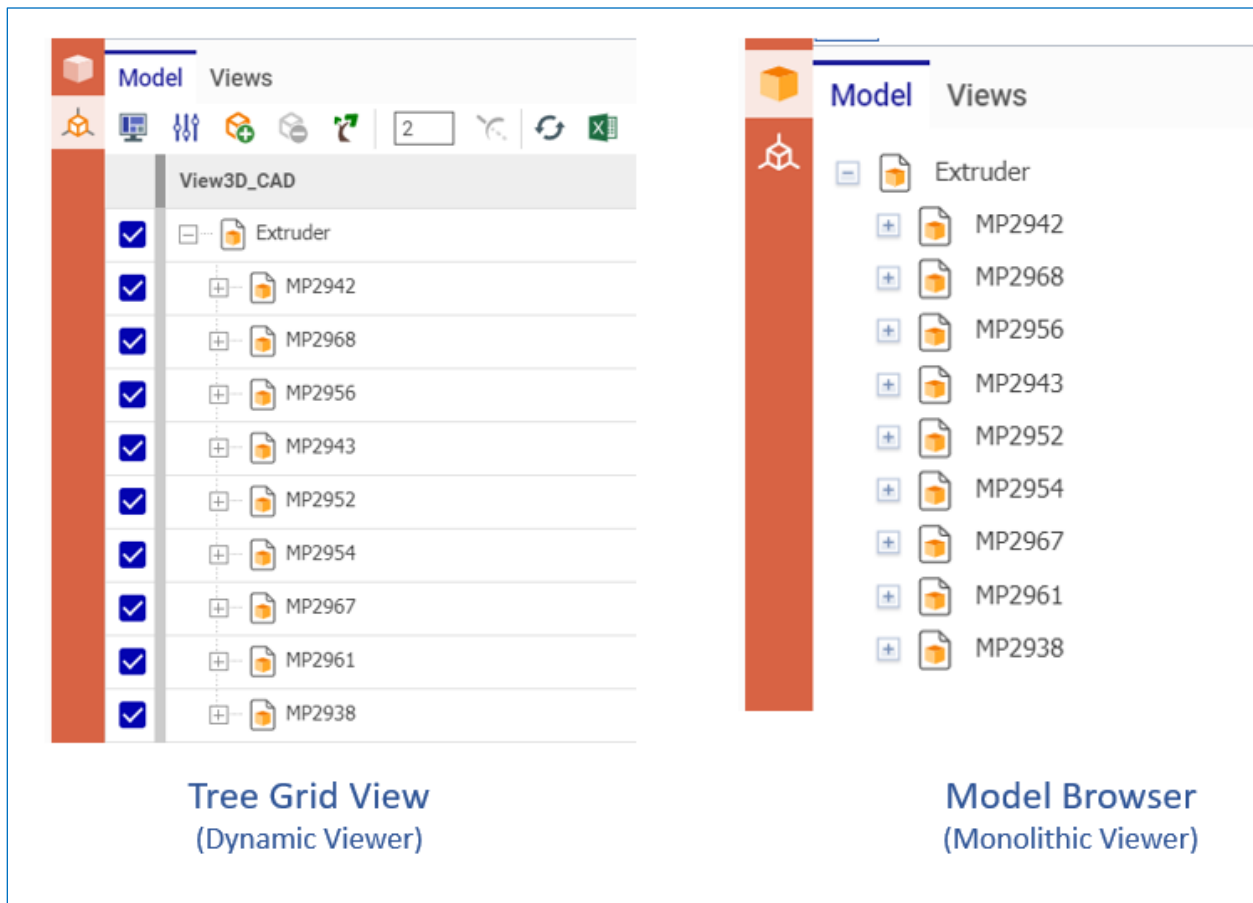 Model Views
2
View3D_CAD
Extruder
MP2942
MP2968
MP2956
MP2943
MP2952
MP2954
MP2967
MP2961
MP2938
Tree Grid View
(Dynamic Viewer)
Model Views
Extruder
MP2942
MP2968
MP2956
MP2943
MP2952
MP2954
MP2967
MP2961
MP2938
Model Browser
(Monolithic Viewer)